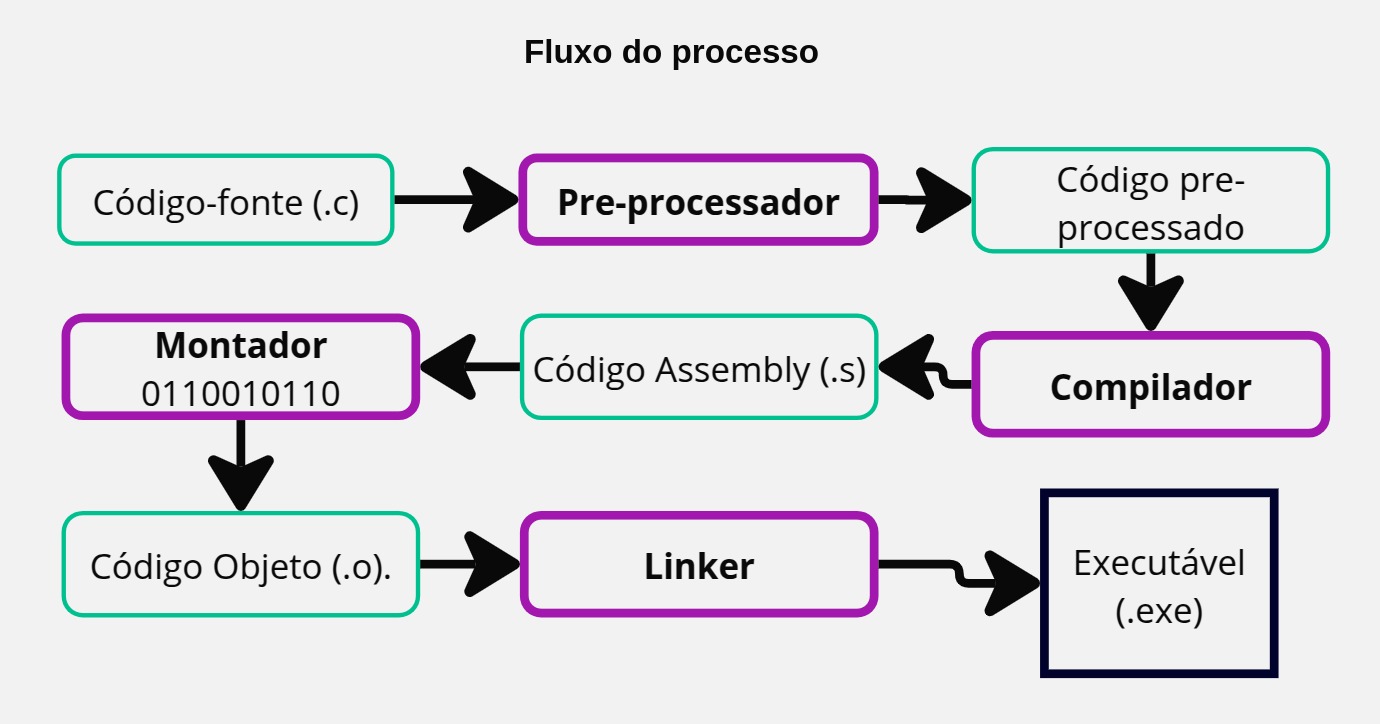 Fluxo do processo
Código-fonte (.c)
Pre-processador
Código pre-
processado
Montador
0110010110
Código Assembly (.s)
Compilador
Código Objeto (.o).
Linker
Executável
(.exe)